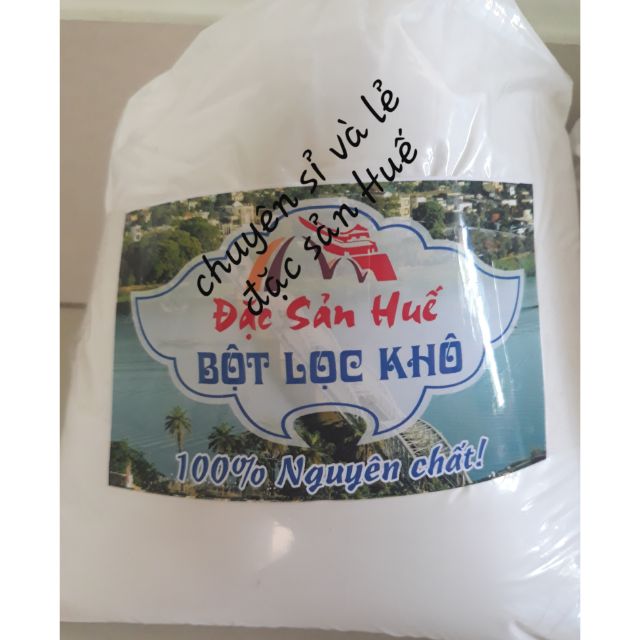 chuyên sỉ và lẻ
đặc sản Huế
Đặc Sản Huế
BỘT LỌC KHÔ
100% Nguyên chất!